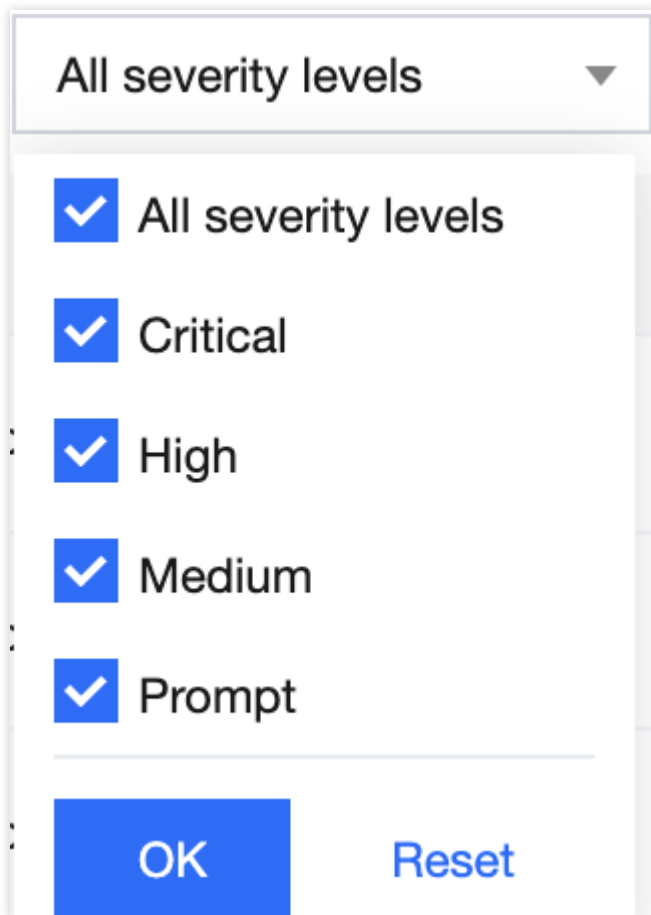 All severity levels
All severity levels
Critical
High
Medium
Prompt
OK Reset